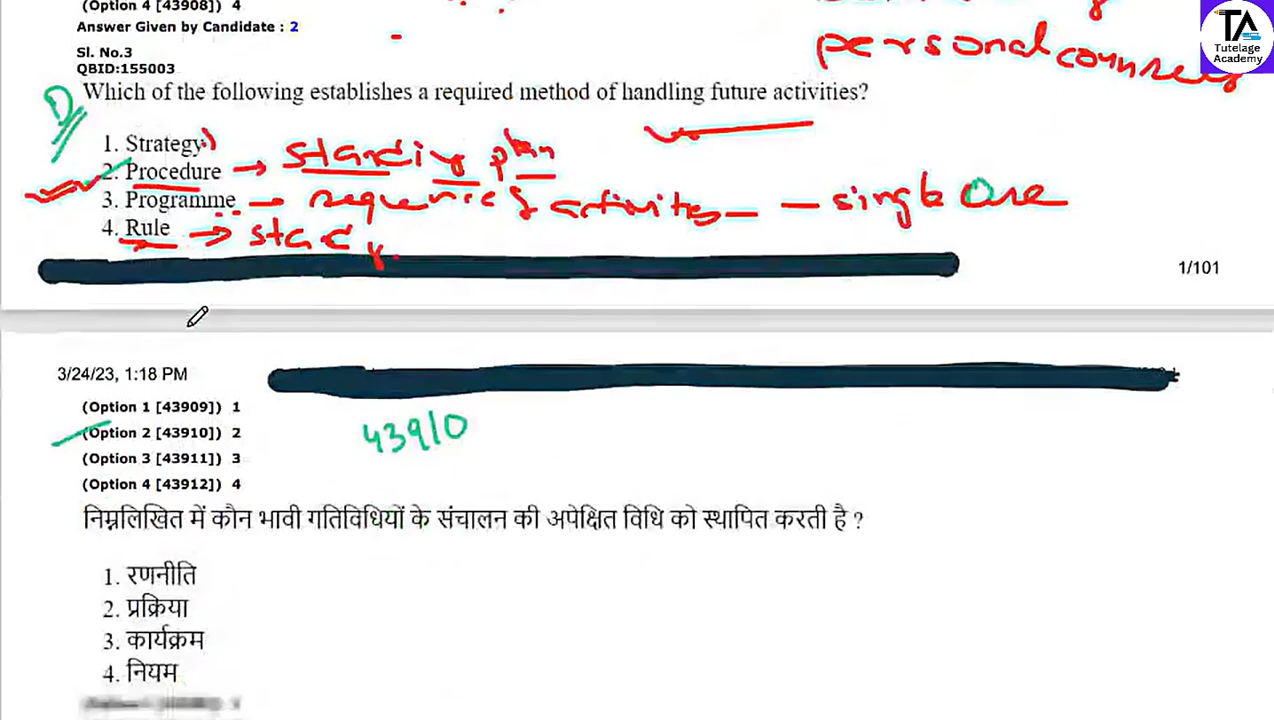 (Option 4 [43908]) 4
Answer Given by Candidate : 2
personal counselg
TA
Tutelage
Academy
Sl. No.3
QBID:155003
Which of the following establishes a required method of handling future activities?
1. Strategy
2. Procedure → standing plan
3. Programme → sequence of activities — — single use
4. Rule → standg
1/101
3/24/23, 1:18 PM
(Option 1 [43909]) 1
(Option 2 [43910]) 2
43910
(Option 3 [43911]) 3
(Option 4 [43912]) 4
निम्नलिखित में कौन भावी गतिविधियों के संचालन की अपेक्षित विधि को स्थापित करती है ?
1. रणनीति
2. प्रक्रिया
3. कार्यक्रम
4. नियम